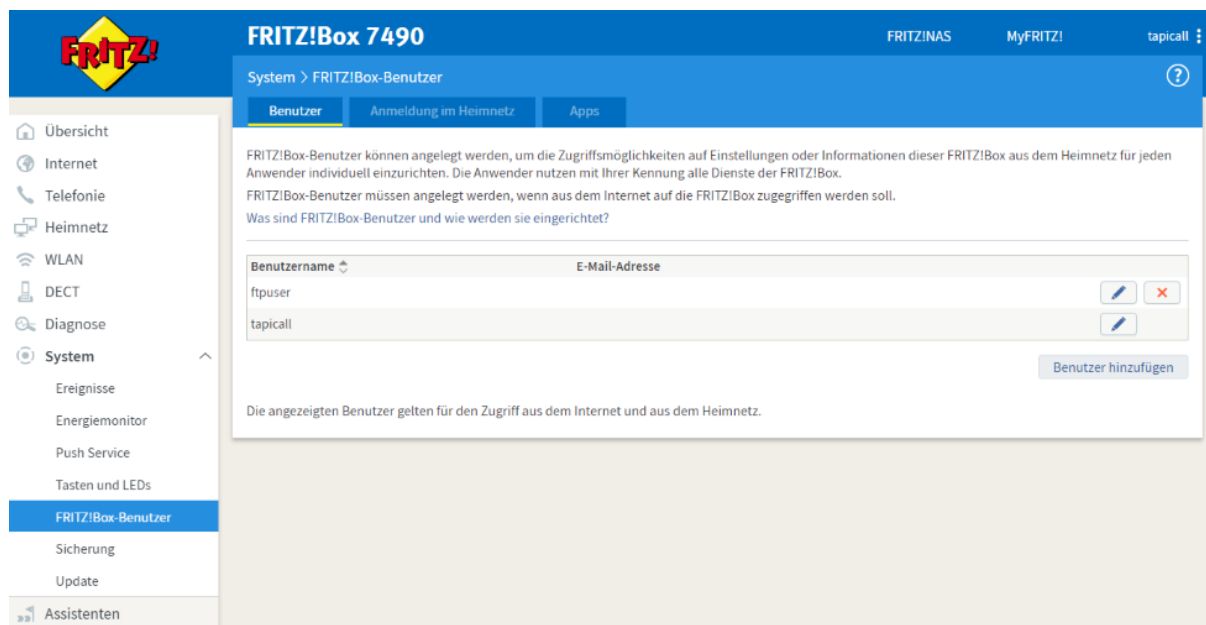 FRITZ!
FRITZ!Box 7490
FRITZ!NAS
MyFRITZ!
tapicall
System > FRITZ!Box-Benutzer
?
Benutzer
Anmeldung im Heimnetz
Apps
Übersicht
Internet
Telefonie
Heimnetz
WLAN
DECT
Diagnose
System
Ereignisse
Energiemonitor
Push Service
Tasten und LEDs
FRITZ!Box-Benutzer
Sicherung
Update
Assistenten
FRITZ!Box-Benutzer können angelegt werden, um die Zugriffsmöglichkeiten auf Einstellungen oder Informationen dieser FRITZ!Box aus dem Heimnetz für jeden
Anwender individuell einzurichten. Die Anwender nutzen mit Ihrer Kennung alle Dienste der FRITZ!Box.
FRITZ!Box-Benutzer müssen angelegt werden, wenn aus dem Internet auf die FRITZ!Box zugegriffen werden soll.
Was sind FRITZ!Box-Benutzer und wie werden sie eingerichtet?
Benutzername E-Mail-Adresse
ftpuser
tapicall
Benutzer hinzufügen
Die angezeigten Benutzer gelten für den Zugriff aus dem Internet und aus dem Heimnetz.